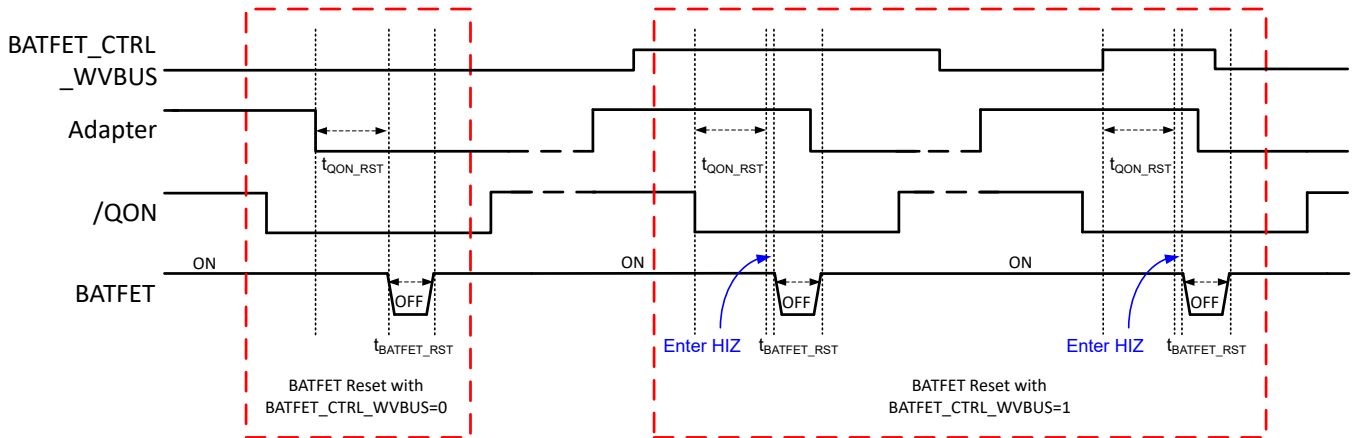 BATFET_CTRL
_WVBUS
Adapter
tQON_RST tQON_RST tQON_RST
/QON
ON ON ON
BATFET
OFF OFF OFF
tBATFET_RST Enter HIZ tBATFET_RST Enter HIZ tBATFET_RST
BATFET Reset with
BATFET_CTRL_WVBUS=0
BATFET Reset with
BATFET_CTRL_WVBUS=1